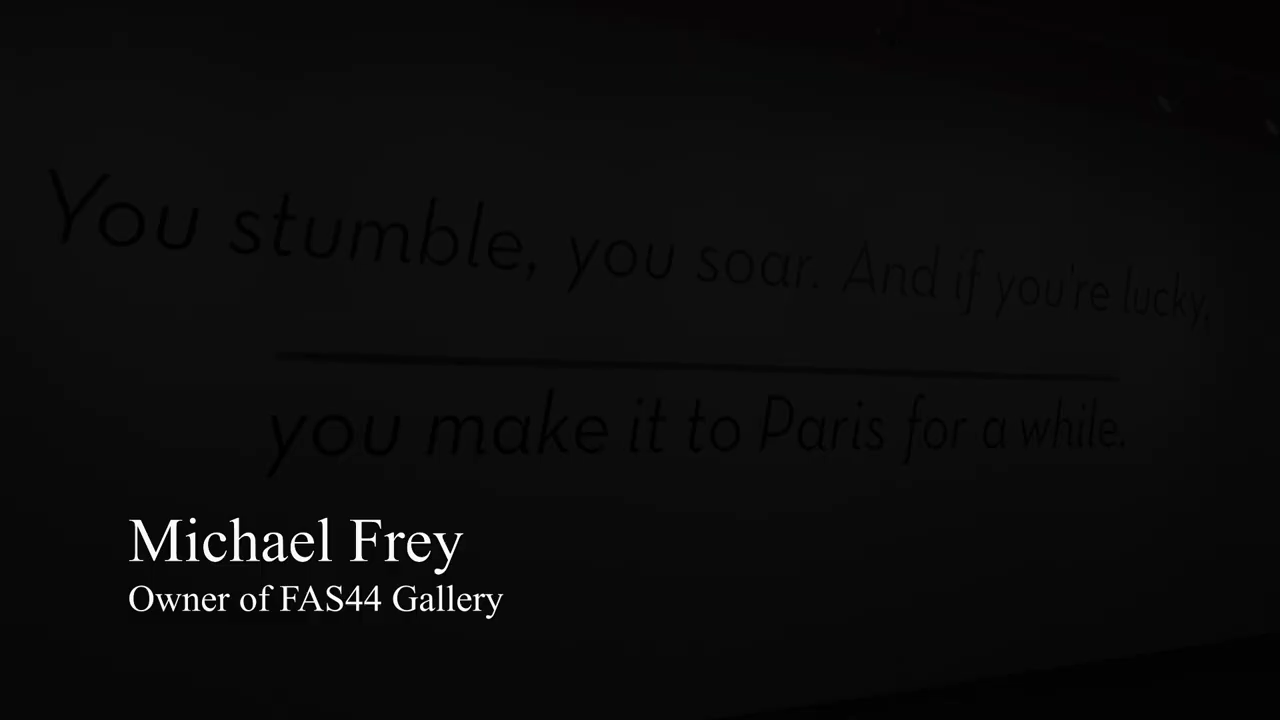 You stumble, you soar. And if you're lucky,
you make it to Paris for a while.
Michael Frey
Owner of FAS44 Gallery